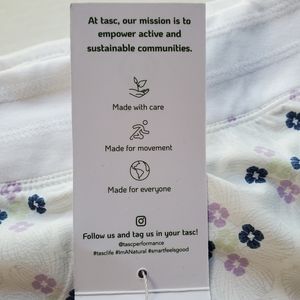 At tasc, our mission is to
empower active and
sustainable communities.
Made with care
Made for movement
Made for everyone
Follow us and tag us in your tasc!
@tascperformance
#tasclife #ImANatural #smartfeelsgood